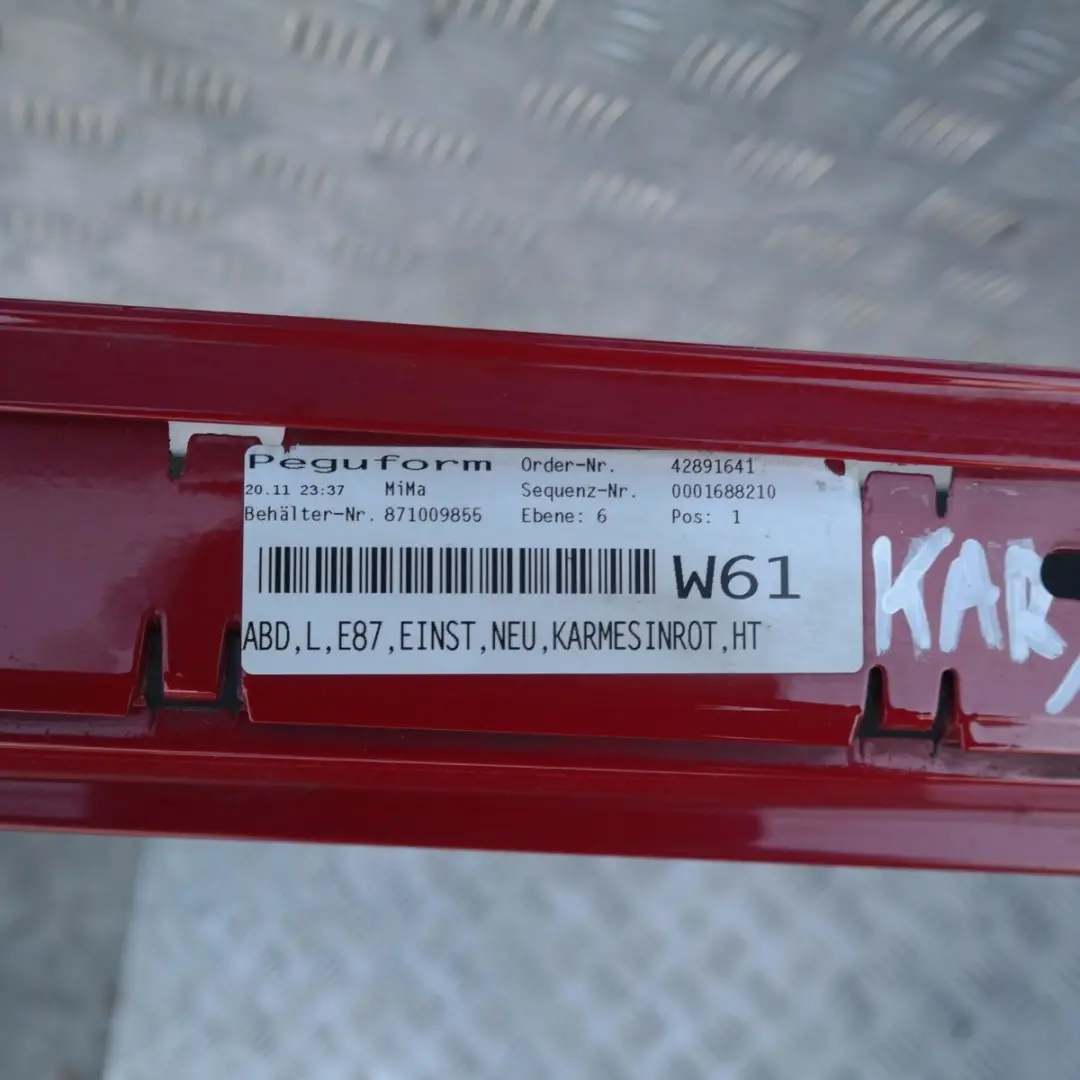 Peguform Order-Nr. 42891641
20.11 23:37 MiMa Sequenz-Nr. 0001688210
Behälter-Nr. 871009855 Ebene: 6 Pos: 1
W61
ABD,L,E87,EINST,NEU,KARMESINROT,HT
KAR